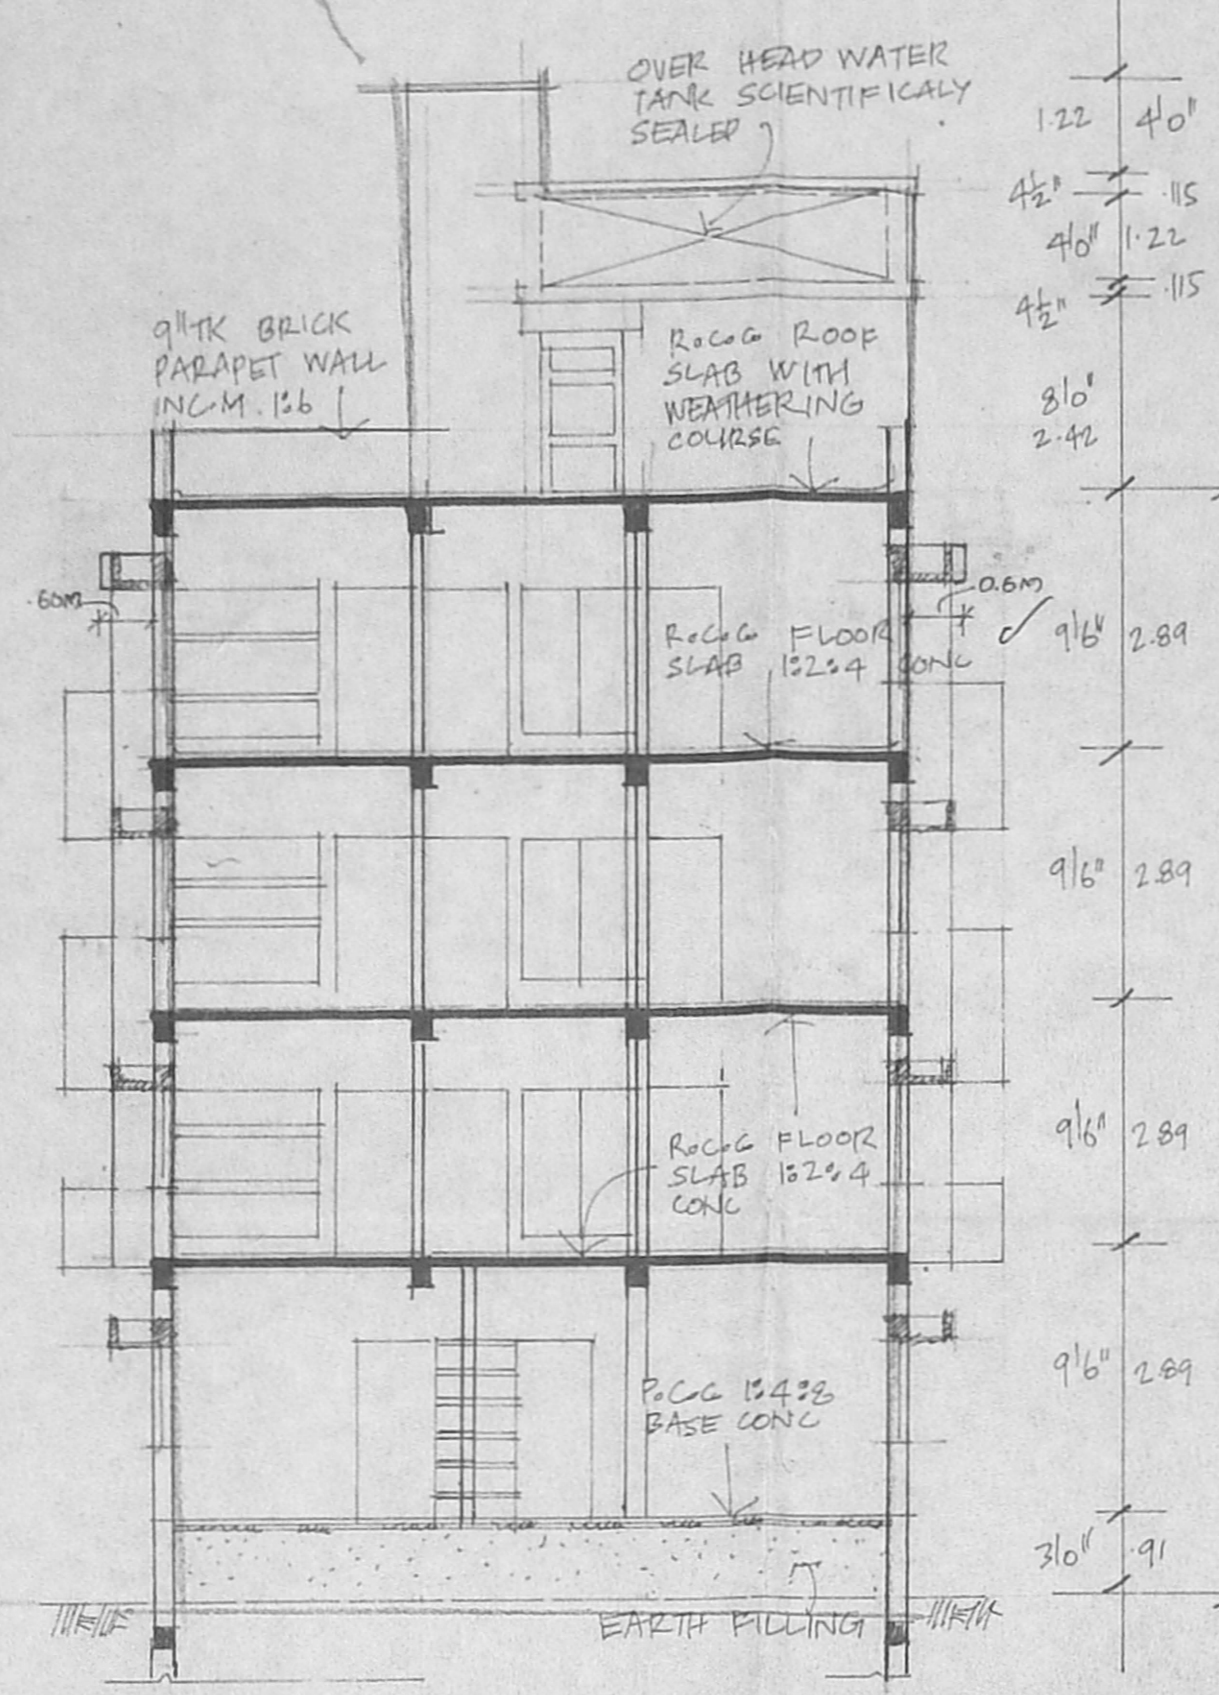 OVER HEAD WATER
TANK SCIENTIFICALY
SEALED
1.22 4'0"
4½" .115
4'0" 1.22
4½" .115
9"TK BRICK
PARAPET WALL
IN C.M. 1:6
R.C.C ROOF
SLAB WITH
WEATHERING
COURSE
8'0"
2.42
.60M
0.6M
R.C.C FLOOR
SLAB 1:2:4 CONC
9'6" 2.89
9'6" 2.89
R.C.C FLOOR
SLAB 1:2:4
CONC
9'6" 2.89
P.C.C 1:4:8
BASE CONC
9'6" 2.89
3'0" .91
EARTH FILLING